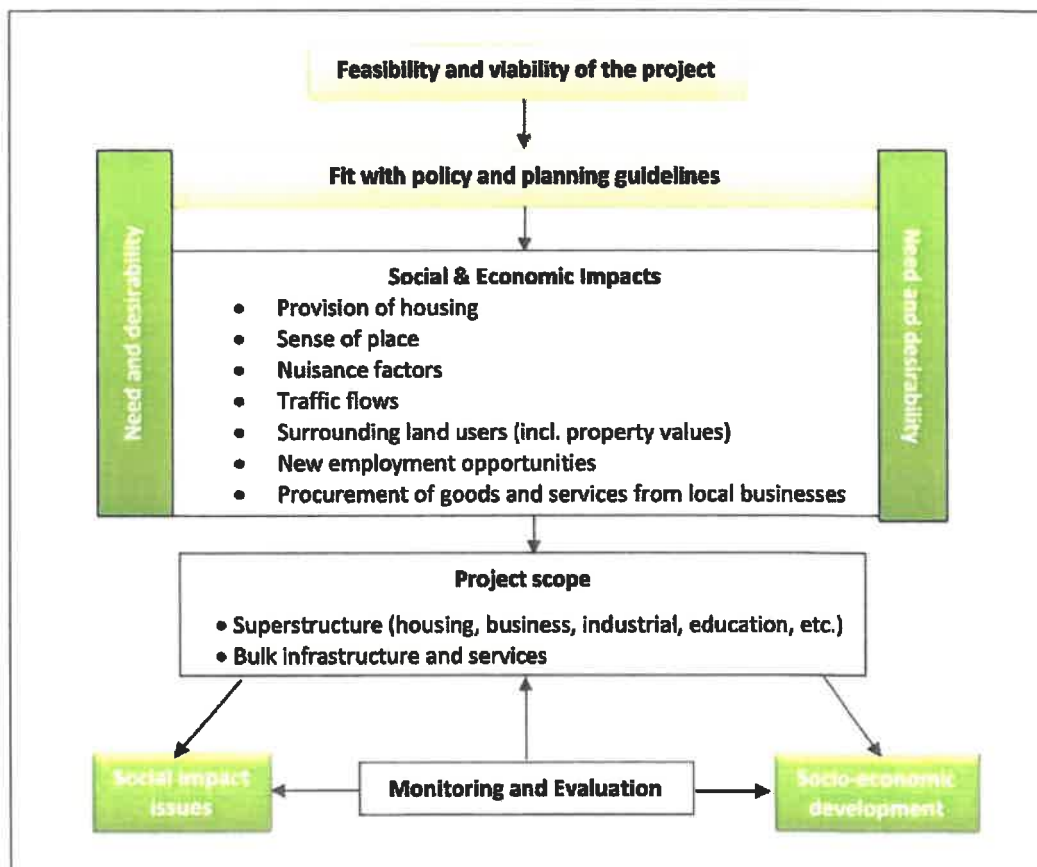 Feasibility and viability of the project
Fit with policy and planning guidelines
Need and desirability
Social & Economic Impacts
• Provision of housing
• Sense of place
• Nuisance factors
• Traffic flows
• Surrounding land users (incl. property values)
• New employment opportunities
• Procurement of goods and services from local businesses
Need and desirability
Project scope
• Superstructure (housing, business, industrial, education, etc.)
• Bulk infrastructure and services
Social impact
issues
Monitoring and Evaluation
Socio-economic
development